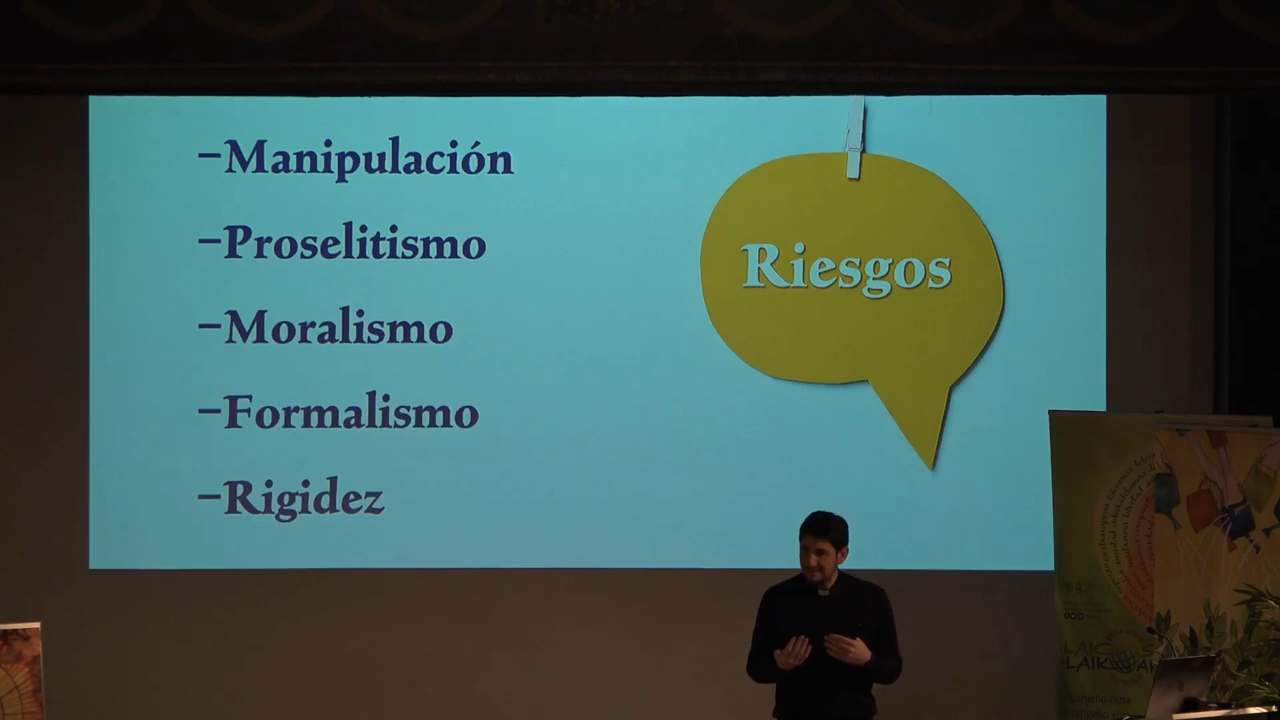 –Manipulación
–Proselitismo
–Moralismo
–Formalismo
–Rigidez
Riesgos